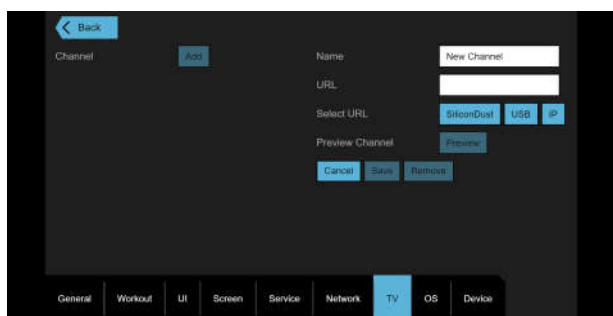 Back
Channel Add
Name New Channel
URL
Select URL SiliconDust USB IP
Preview Channel Preview
Cancel Save Remove
General Workout UI Screen Service Network TV OS Device